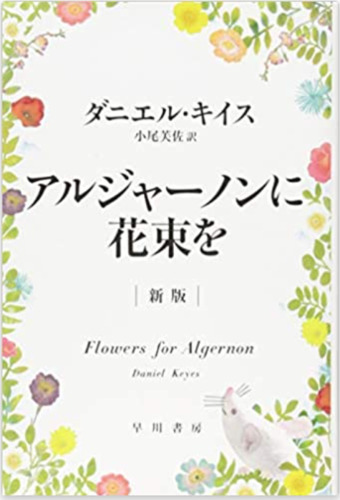 ダニエル・キイス
小尾芙佐 訳
アルジャーノンに
花束を
新版
Flowers for Algernon
Daniel Keyes
早川書房